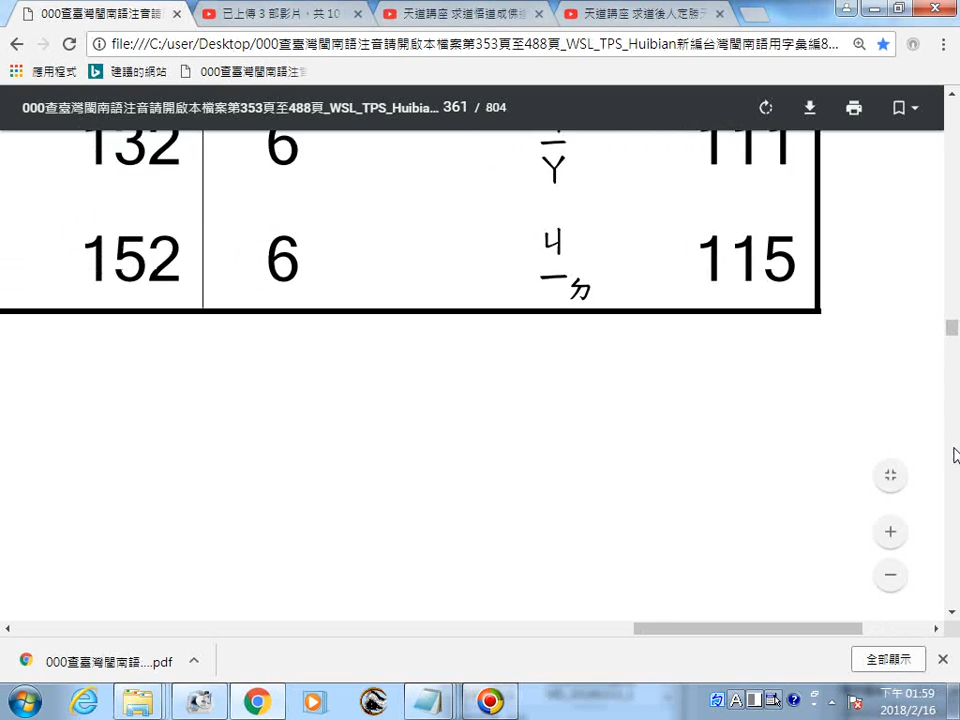 000查臺灣閩南語注音請
已上傳 3 部影片，共 10
天道講座 求道悟道成佛
天道講座 求道後人定勝天
file:///C:/user/Desktop/000查臺灣閩南語注音請開啟本檔案第353頁至488頁_WSL_TPS_Huibian新編台灣閩南語用字彙編8...
應用程式
建議的網站
000查臺灣閩南語注音
000查臺灣閩南語注音請開啟本檔案第353頁至488頁_WSL_TPS_Huibia... 361 / 804
132 6 ㄧㄚ 111
152 6 ㄐㄧㄉ 115
000查臺灣閩南語....pdf
全部顯示
下午 01:59
2018/2/16